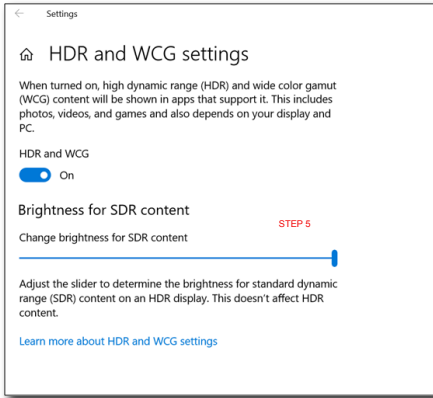 Settings
HDR and WCG settings
When turned on, high dynamic range (HDR) and wide color gamut
(WCG) content will be shown in apps that support it. This includes
photos, videos, and games and also depends on your display and
PC.
HDR and WCG
On
Brightness for SDR content
STEP 5
Change brightness for SDR content
Adjust the slider to determine the brightness for standard dynamic
range (SDR) content on an HDR display. This doesn't affect HDR
content.
Learn more about HDR and WCG settings